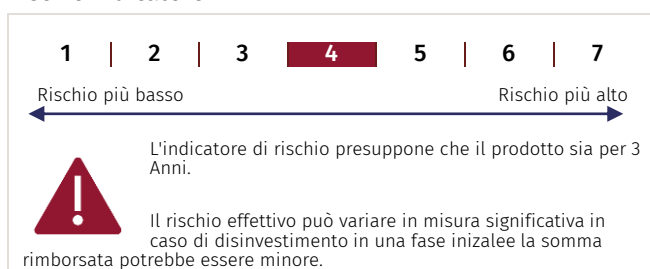 1 | 2 | 3 | 4 | 5 | 6 | 7
Rischio più basso Rischio più alto
L'indicatore di rischio presuppone che il prodotto sia per 3
Anni.
Il rischio effettivo può variare in misura significativa in
caso di disinvestimento in una fase inizalee la somma
rimborsata potrebbe essere minore.